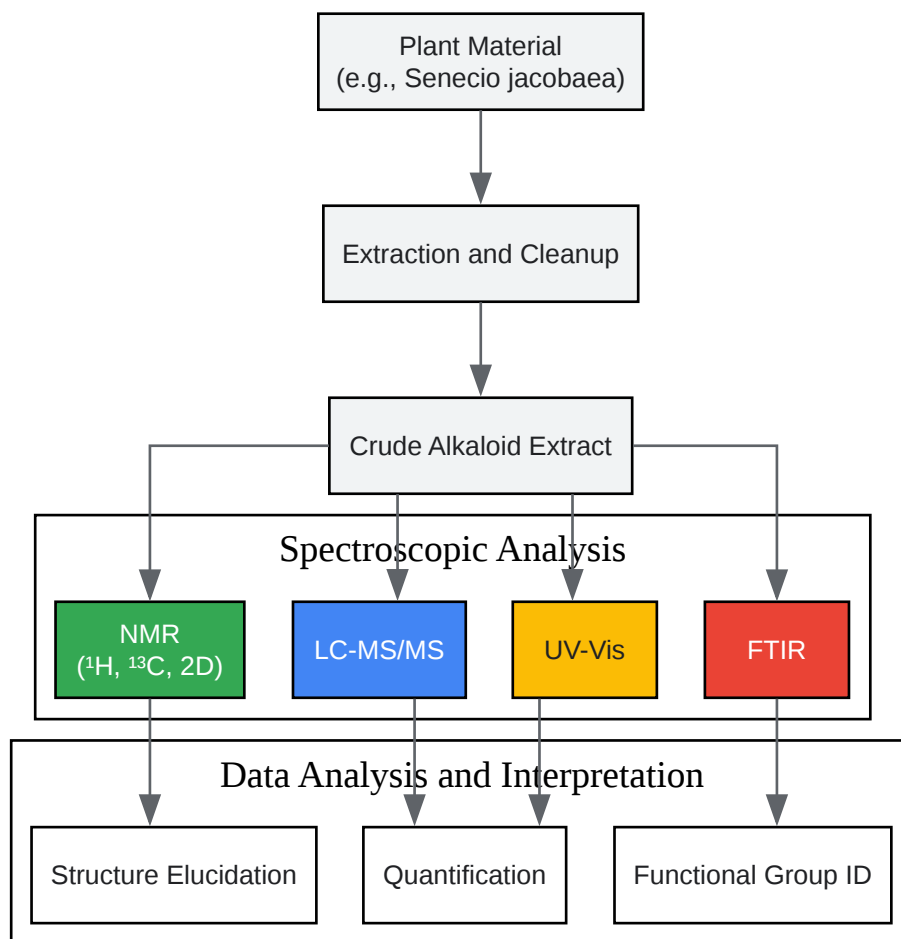 Plant Material
(e.g., Senecio jacobaea)
Extraction and Cleanup
Crude Alkaloid Extract
Spectroscopic Analysis
NMR
(¹H, ¹³C, 2D)
LC-MS/MS
UV-Vis
FTIR
Data Analysis and Interpretation
Structure Elucidation
Quantification
Functional Group ID